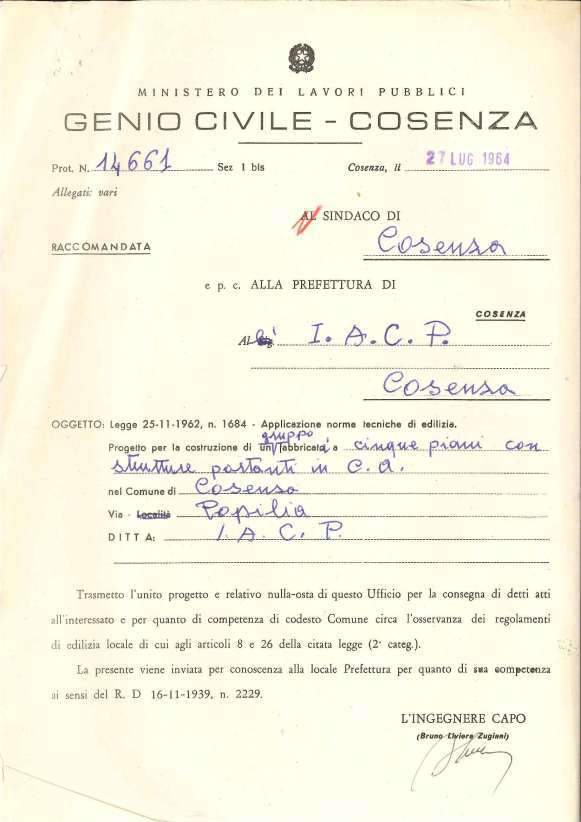 MINISTERO DEI LAVORI PUBBLICI
GENIO CIVILE - COSENZA
Prot. N. 14661 Sez 1 bis Cosenza, li 27 LUG 1964
Allegati: vari
AL SINDACO DI
RACCOMANDATA Cosenza
e p. c. ALLA PREFETTURA DI
COSENZA
Al I. A. C. P.
Cosenza
OGGETTO: Legge 25-11-1962, n. 1684 - Applicazione norme tecniche di edilizia.
gruppo
Progetto per la costruzione di un fabbricati a cinque piani con
strutture portanti in C.A.
nel Comune di Cosenza
Via - Località Popilia
DITTA: I. A. C. P.
Trasmetto l'unito progetto e relativo nulla-osta di questo Ufficio per la consegna di detti atti
all'interessato e per quanto di competenza di codesto Comune circa l'osservanza dei regolamenti
di edilizia locale di cui agli articoli 8 e 26 della citata legge (2ª categ.).
La presente viene inviata per conoscenza alla locale Prefettura per quanto di sua competenza
ai sensi del R. D 16-11-1939, n. 2229.
L'INGEGNERE CAPO
(Bruno Liviera Zugiani)